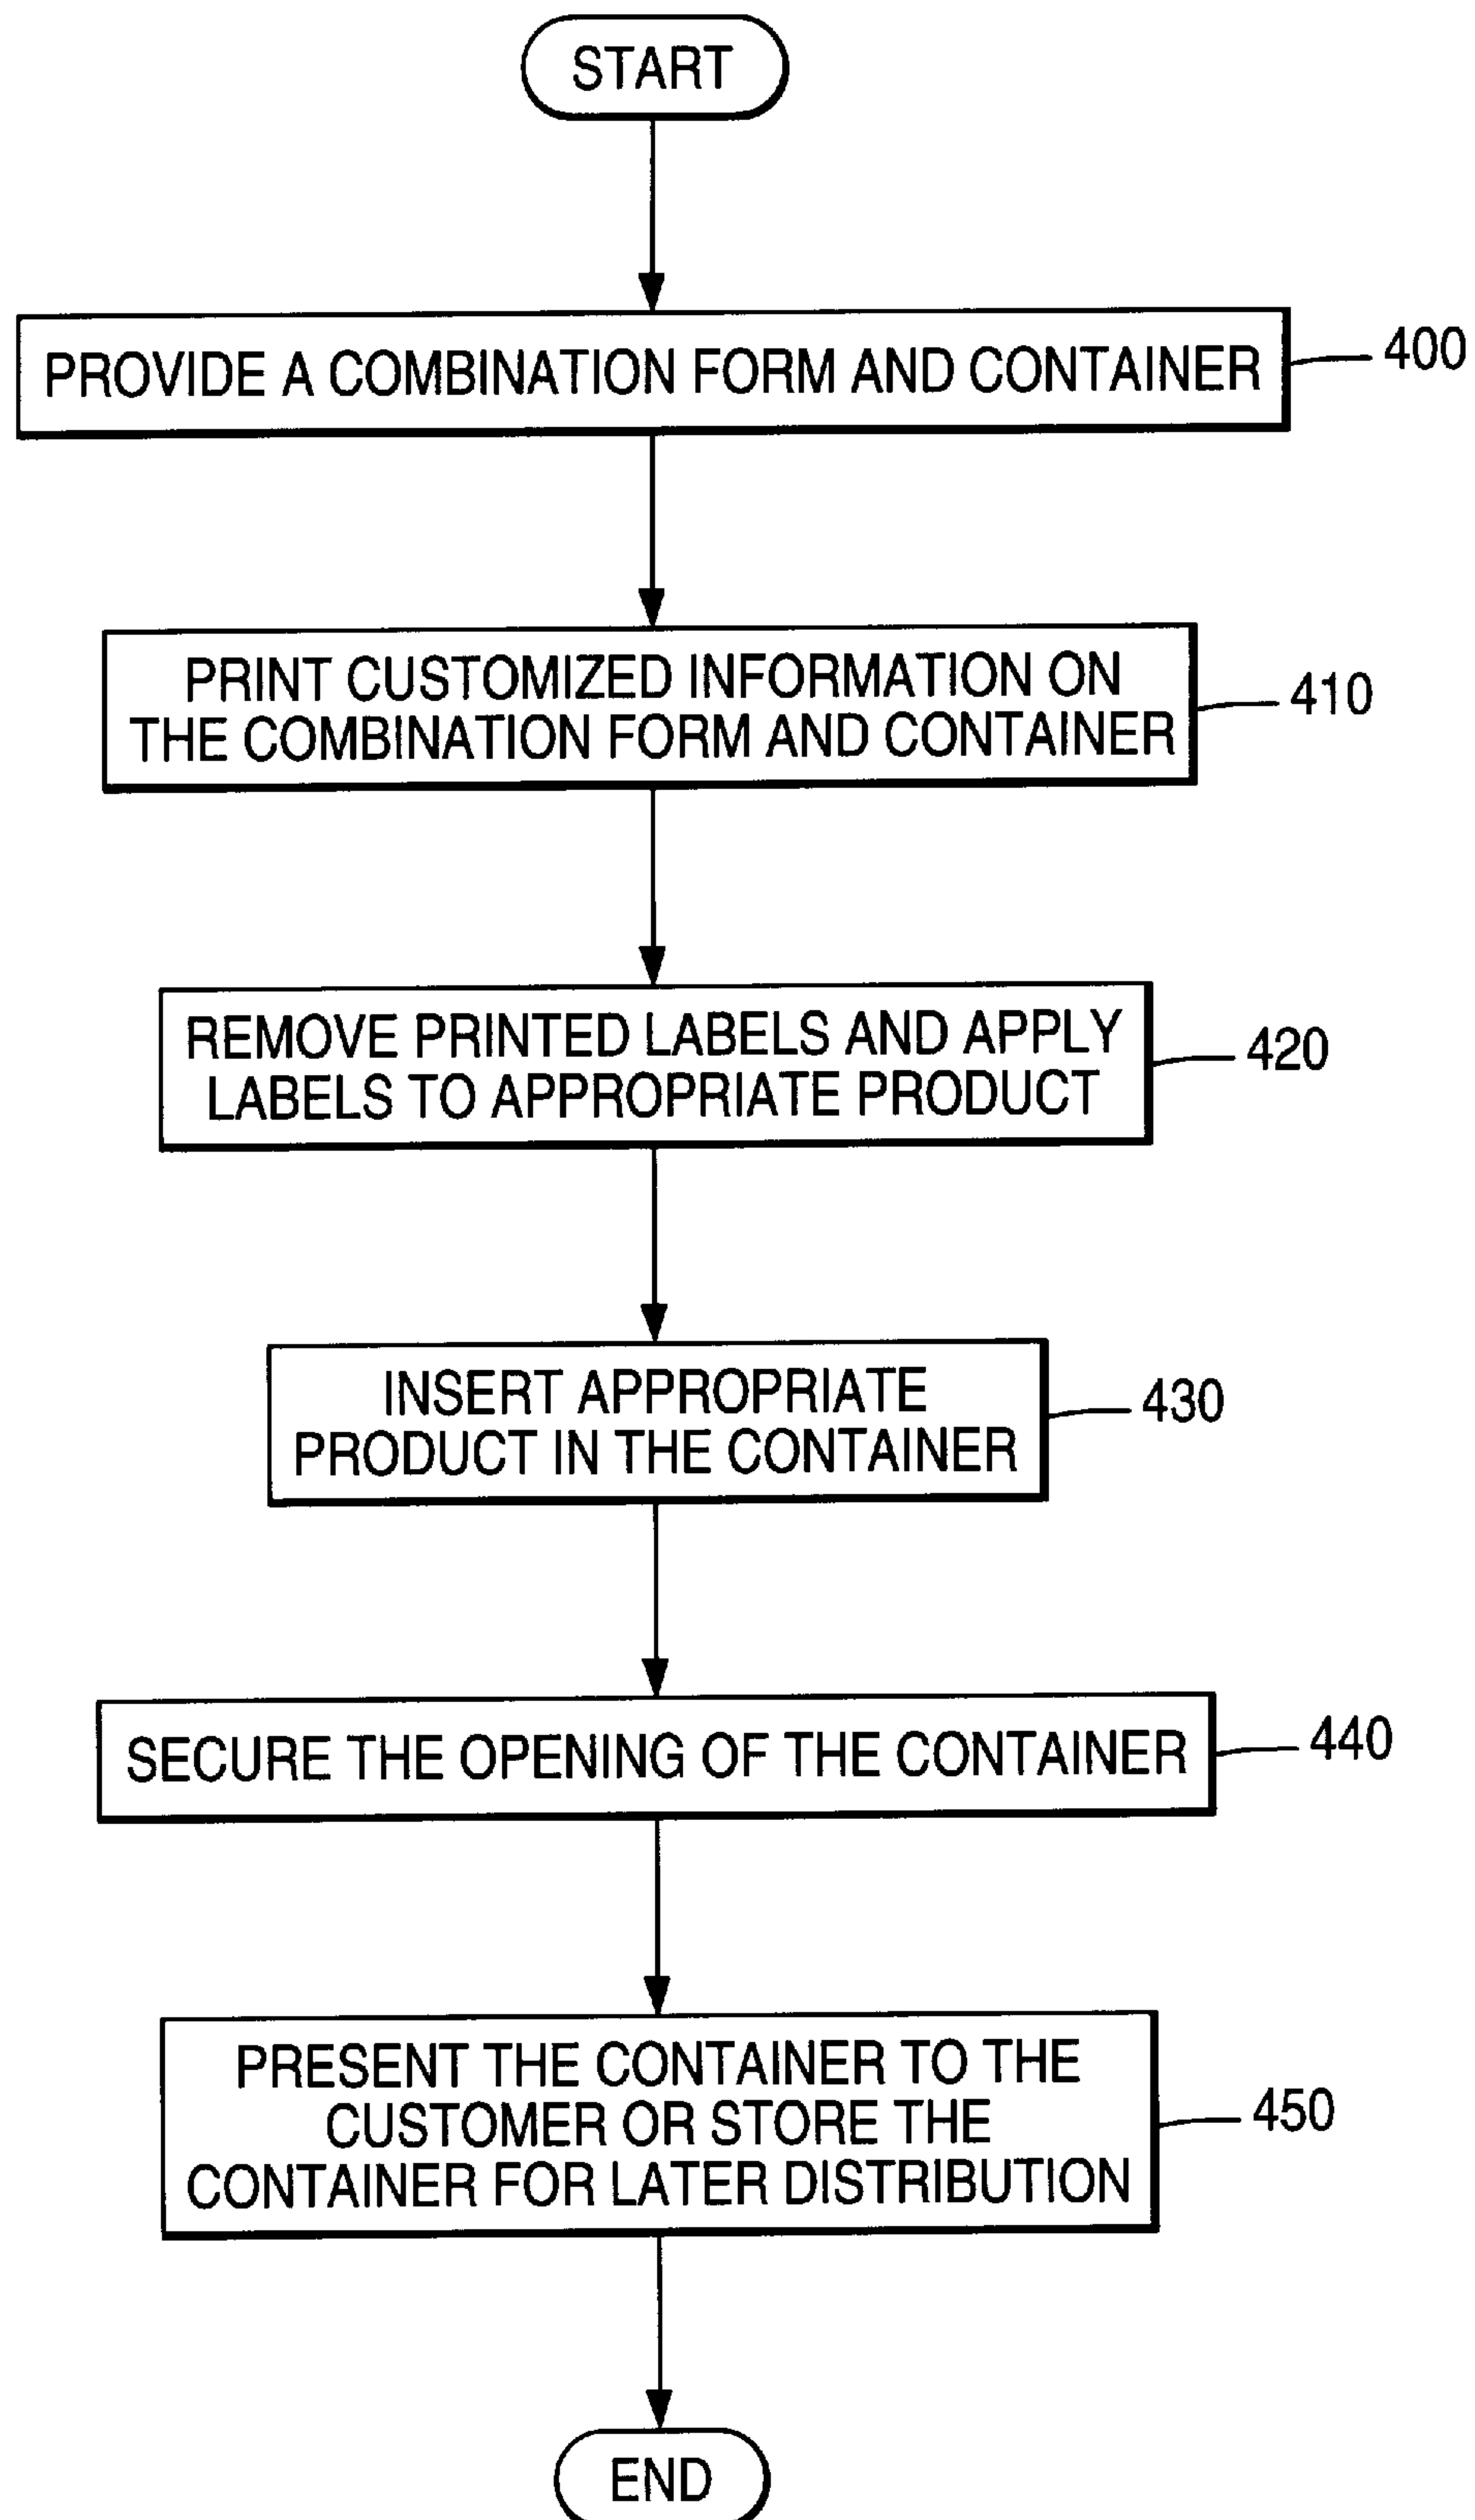 START
PROVIDE A COMBINATION FORM AND CONTAINER
400
PRINT CUSTOMIZED INFORMATION ON
THE COMBINATION FORM AND CONTAINER
410
REMOVE PRINTED LABELS AND APPLY
LABELS TO APPROPRIATE PRODUCT
420
INSERT APPROPRIATE
PRODUCT IN THE CONTAINER
430
SECURE THE OPENING OF THE CONTAINER
440
PRESENT THE CONTAINER TO THE
CUSTOMER OR STORE THE
CONTAINER FOR LATER DISTRIBUTION
450
END